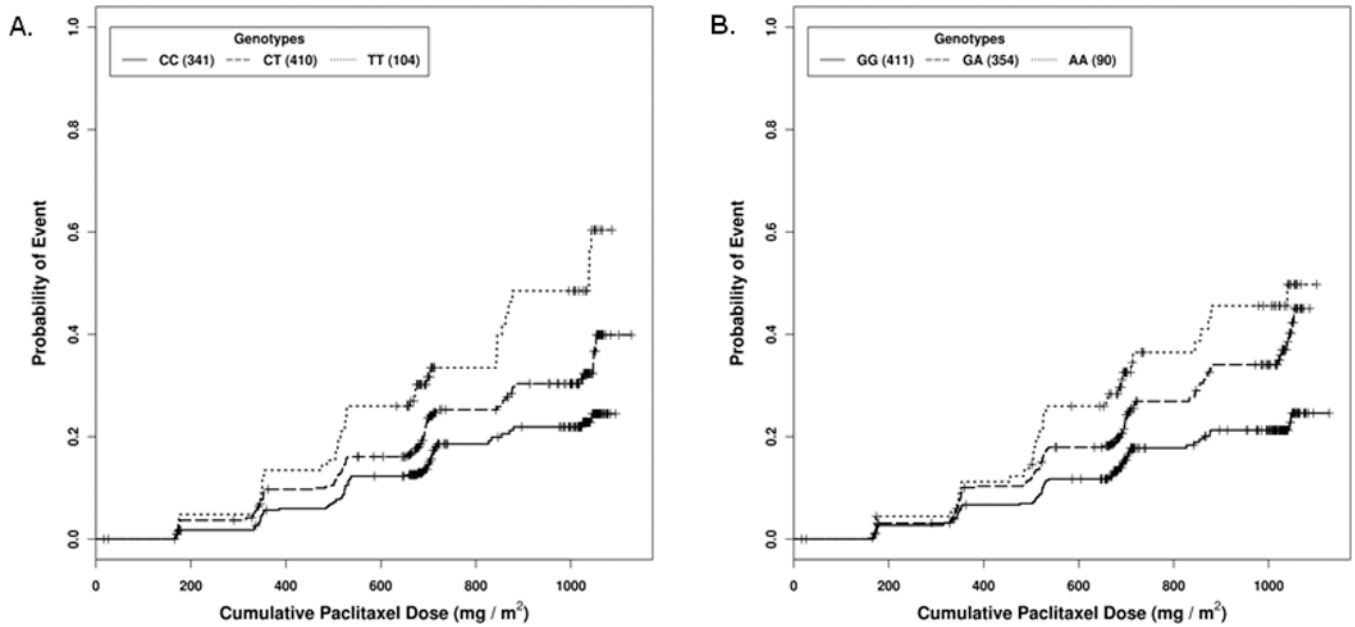 A.
Genotypes
CC (341) CT (410) TT (104)
Probability of Event
1.0
0.8
0.6
0.4
0.2
0.0
0 200 400 600 800 1000
Cumulative Paclitaxel Dose (mg / m²)
B.
Genotypes
GG (411) GA (354) AA (90)
Probability of Event
1.0
0.8
0.6
0.4
0.2
0.0
0 200 400 600 800 1000
Cumulative Paclitaxel Dose (mg / m²)